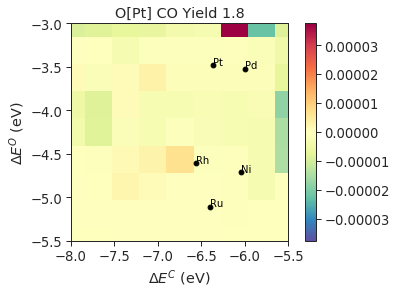 O[Pt] CO Yield 1.8
−3.0
−3.5
−4.0
−4.5
−5.0
−5.5
ΔE^O (eV)
Pt
Pd
Rh
Ni
Ru
−8.0 −7.5 −7.0 −6.5 −6.0 −5.5
ΔE^C (eV)
0.00003
0.00002
0.00001
0.00000
−0.00001
−0.00002
−0.00003